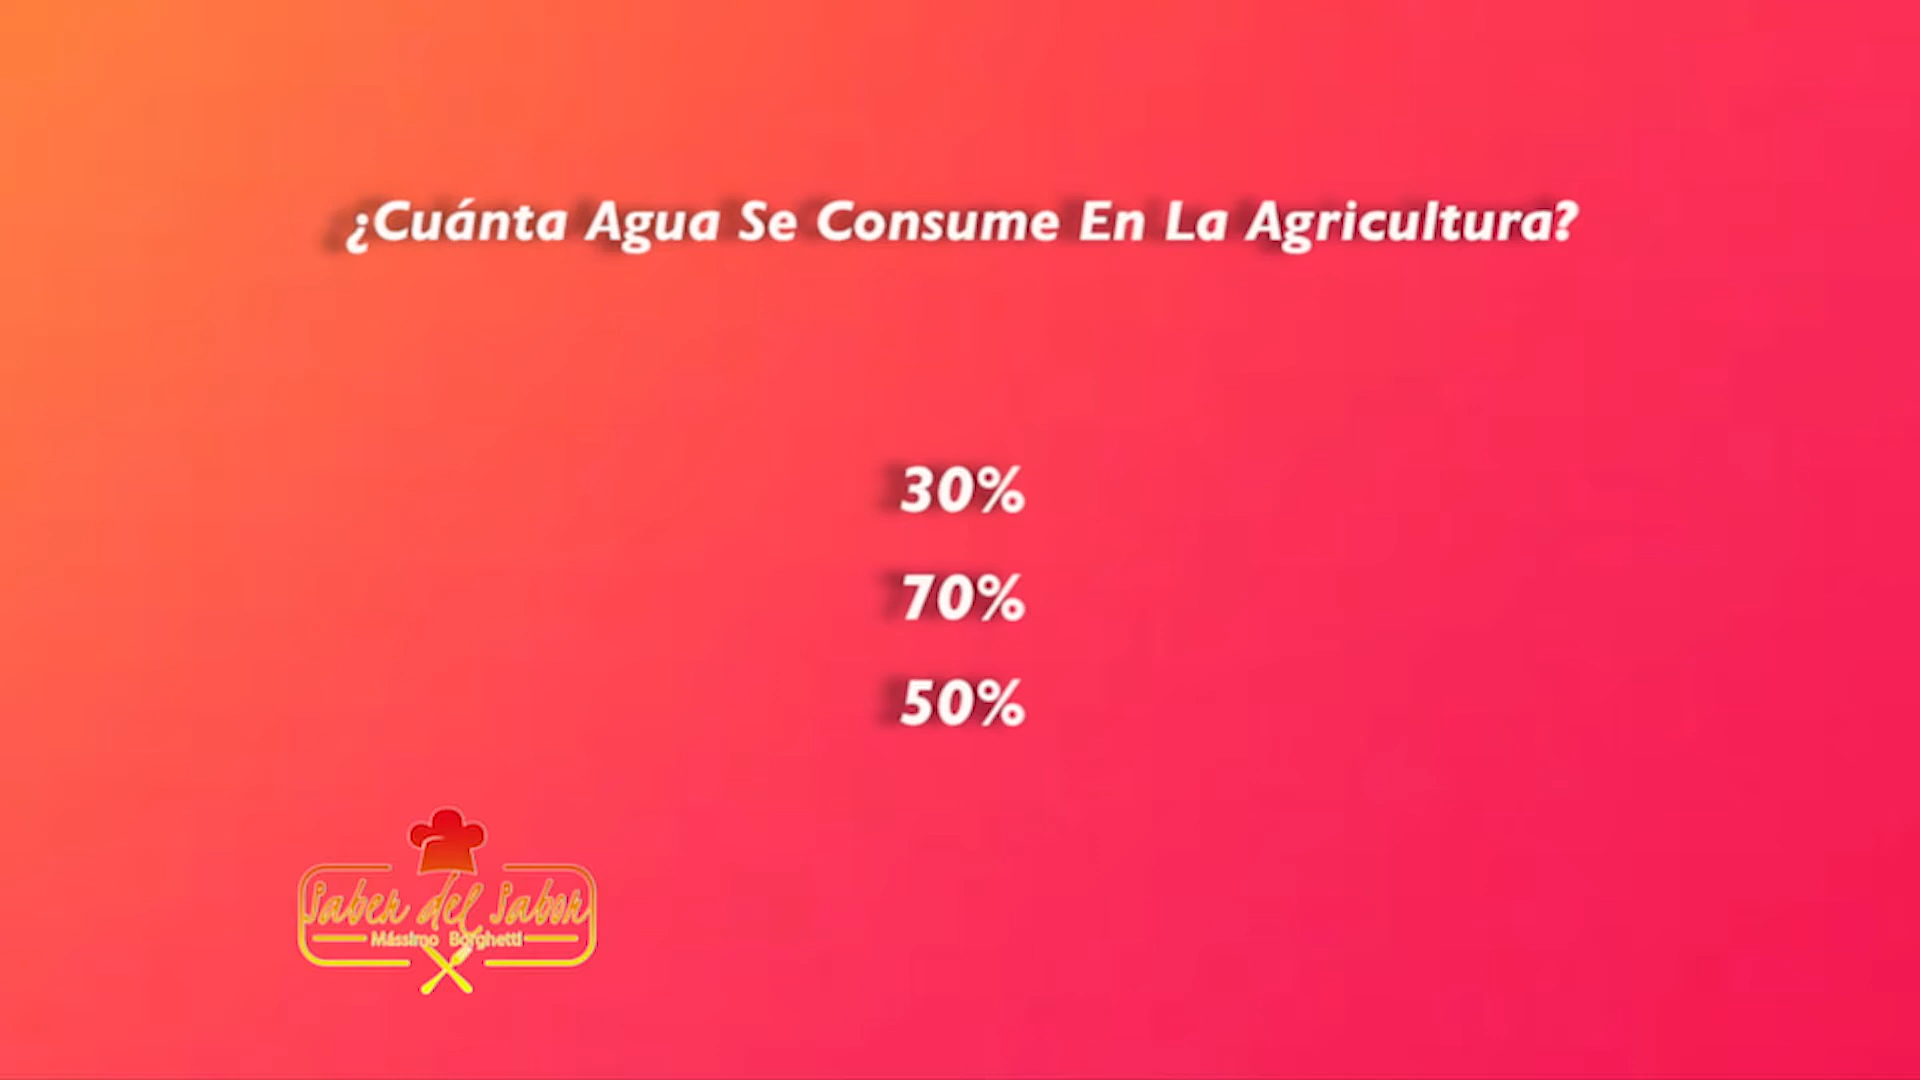 ¿Cuánta Agua Se Consume En La Agricultura?
30%
70%
50%
Saber del Sabor
Mássimo Borghetti